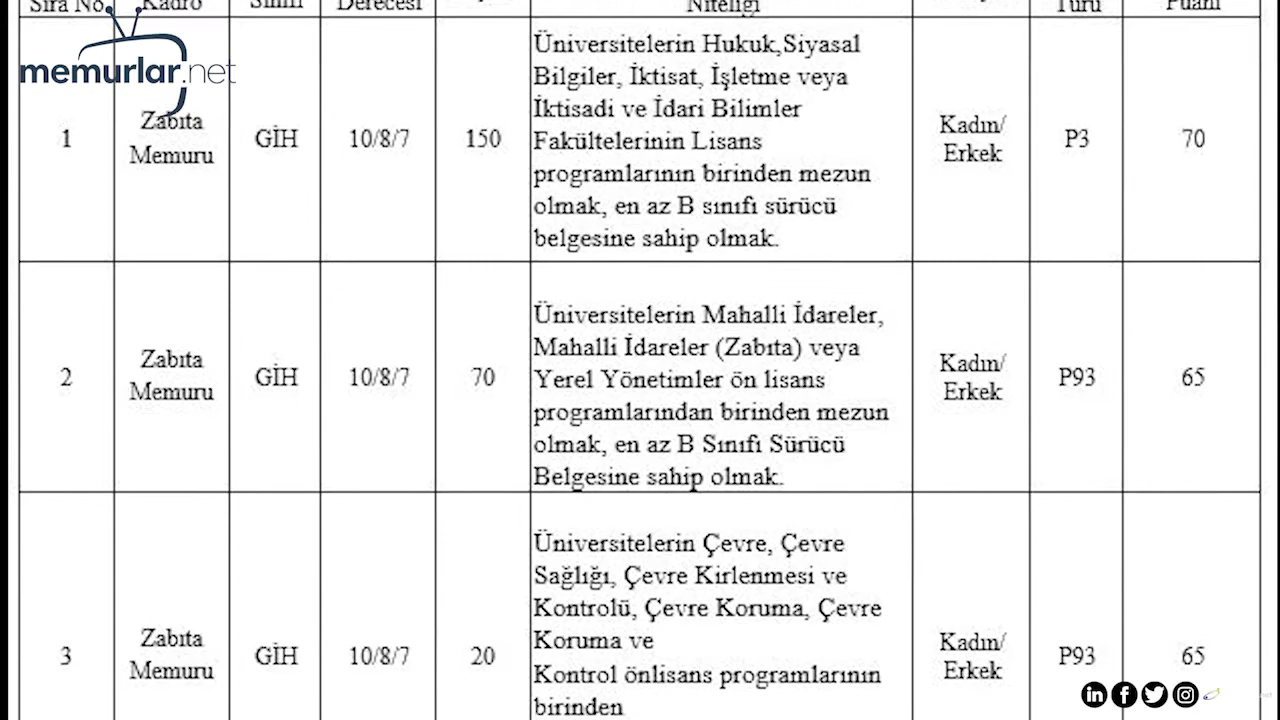 Sıra No
Kadro
Sınıfı
Derecesi
Niteliği
Türü
Puanı
memurlar.net
1
Zabıta
Memuru
GİH
10/8/7
150
Üniversitelerin Hukuk,Siyasal
Bilgiler, İktisat, İşletme veya
İktisadi ve İdari Bilimler
Fakültelerinin Lisans
programlarının birinden mezun
olmak, en az B sınıfı sürücü
belgesine sahip olmak.
Kadın/
Erkek
P3
70
2
Zabıta
Memuru
GİH
10/8/7
70
Üniversitelerin Mahalli İdareler,
Mahalli İdareler (Zabıta) veya
Yerel Yönetimler ön lisans
programlarından birinden mezun
olmak, en az B Sınıfı Sürücü
Belgesine sahip olmak.
Kadın/
Erkek
P93
65
3
Zabıta
Memuru
GİH
10/8/7
20
Üniversitelerin Çevre, Çevre
Sağlığı, Çevre Kirlenmesi ve
Kontrolü, Çevre Koruma, Çevre
Koruma ve
Kontrol önlisans programlarının
birinden
Kadın/
Erkek
P93
65